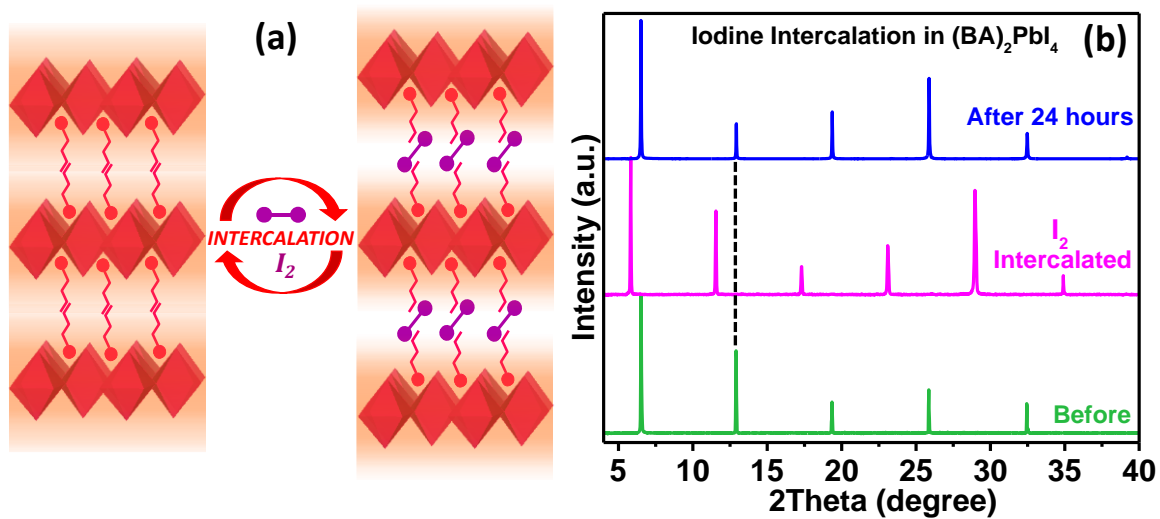 (a)
INTERCALATION
I₂
(b)
Iodine Intercalation in (BA)₂PbI₄
After 24 hours
I₂
Intercalated
Before
Intensity (a.u.)
5 10 15 20 25 30 35 40
2Theta (degree)